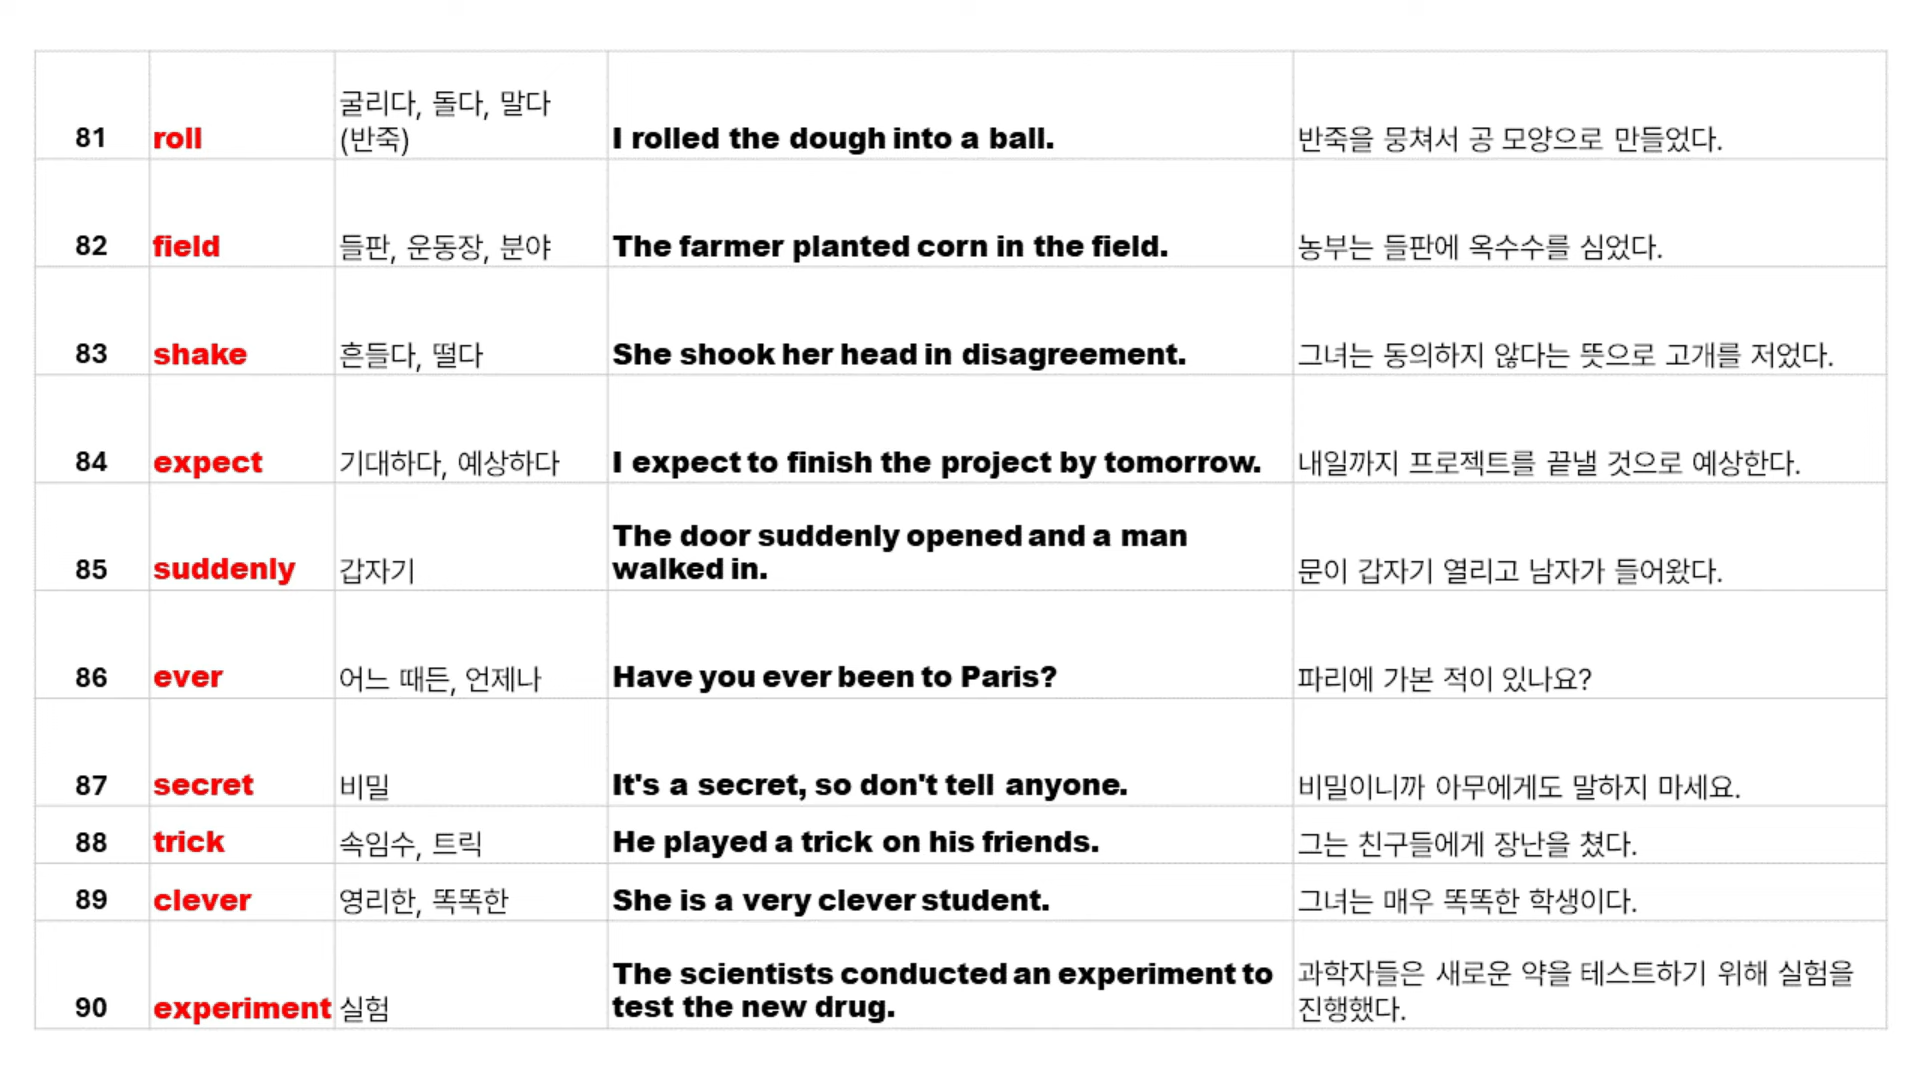 81 roll 굴리다, 돌다, 말다 (반죽) I rolled the dough into a ball. 반죽을 뭉쳐서 공 모양으로 만들었다.
82 field 들판, 운동장, 분야 The farmer planted corn in the field. 농부는 들판에 옥수수를 심었다.
83 shake 흔들다, 떨다 She shook her head in disagreement. 그녀는 동의하지 않다는 뜻으로 고개를 저었다.
84 expect 기대하다, 예상하다 I expect to finish the project by tomorrow. 내일까지 프로젝트를 끝낼 것으로 예상한다.
85 suddenly 갑자기 The door suddenly opened and a man walked in. 문이 갑자기 열리고 남자가 들어왔다.
86 ever 어느 때든, 언제나 Have you ever been to Paris? 파리에 가본 적이 있나요?
87 secret 비밀 It's a secret, so don't tell anyone. 비밀이니까 아무에게도 말하지 마세요.
88 trick 속임수, 트릭 He played a trick on his friends. 그는 친구들에게 장난을 쳤다.
89 clever 영리한, 똑똑한 She is a very clever student. 그녀는 매우 똑똑한 학생이다.
90 experiment 실험 The scientists conducted an experiment to test the new drug. 과학자들은 새로운 약을 테스트하기 위해 실험을 진행했다.